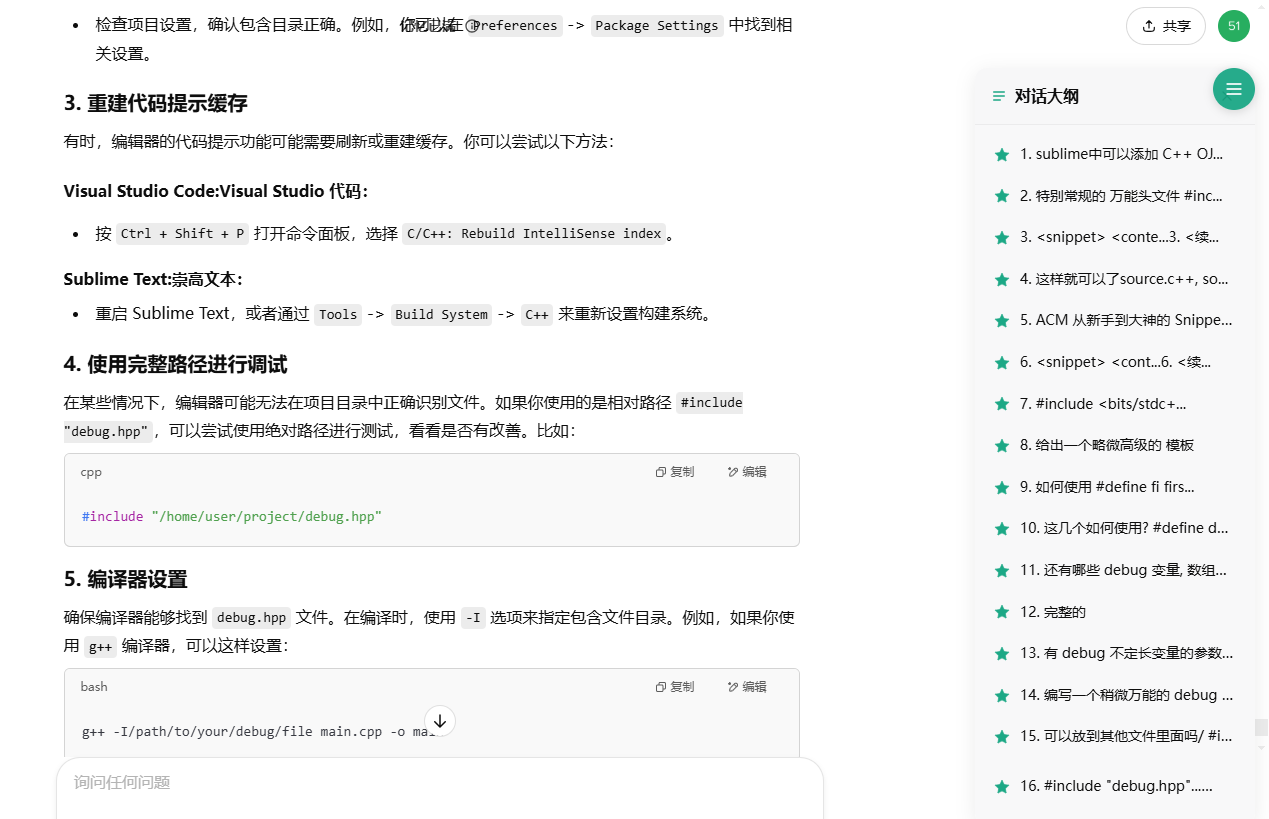 检查项目设置，确认包含目录正确。例如，你可以在 Preferences -> Package Settings 中找到相
关设置。
3. 重建代码提示缓存
有时，编辑器的代码提示功能可能需要刷新或重建缓存。你可以尝试以下方法：
Visual Studio Code:Visual Studio 代码：
按 Ctrl + Shift + P 打开命令面板，选择 C/C++: Rebuild IntelliSense index。
Sublime Text:崇高文本：
重启 Sublime Text，或者通过 Tools -> Build System -> C++ 来重新设置构建系统。
4. 使用完整路径进行调试
在某些情况下，编辑器可能无法在项目目录中正确识别文件。如果你使用的是相对路径 #include
"debug.hpp"，可以尝试使用绝对路径进行测试，看看是否有改善。比如：
cpp
复制
编辑
#include "/home/user/project/debug.hpp"
5. 编译器设置
确保编译器能够找到 debug.hpp 文件。在编译时，使用 -I 选项来指定包含文件目录。例如，如果你使
用 g++ 编译器，可以这样设置：
bash
复制
编辑
g++ -I/path/to/your/debug/file main.cpp -o
询问任何问题
共享
51
对话大纲
1. sublime中可以添加 C++ OJ...
2. 特别常规的 万能头文件 #inc...
3. <snippet> <conte...3. <续...
4. 这样就可以了source.c++, so...
5. ACM 从新手到大神的 Snippe...
6. <snippet> <cont...6. <续...
7. #include <bits/stdc+...
8. 给出一个略微高级的 模板
9. 如何使用 #define fi firs...
10. 这几个如何使用? #define d...
11. 还有哪些 debug 变量, 数组...
12. 完整的
13. 有 debug 不定长变量的参数...
14. 编写一个稍微万能的 debug ...
15. 可以放到其他文件里面吗/ #i...
16. #include "debug.hpp"......